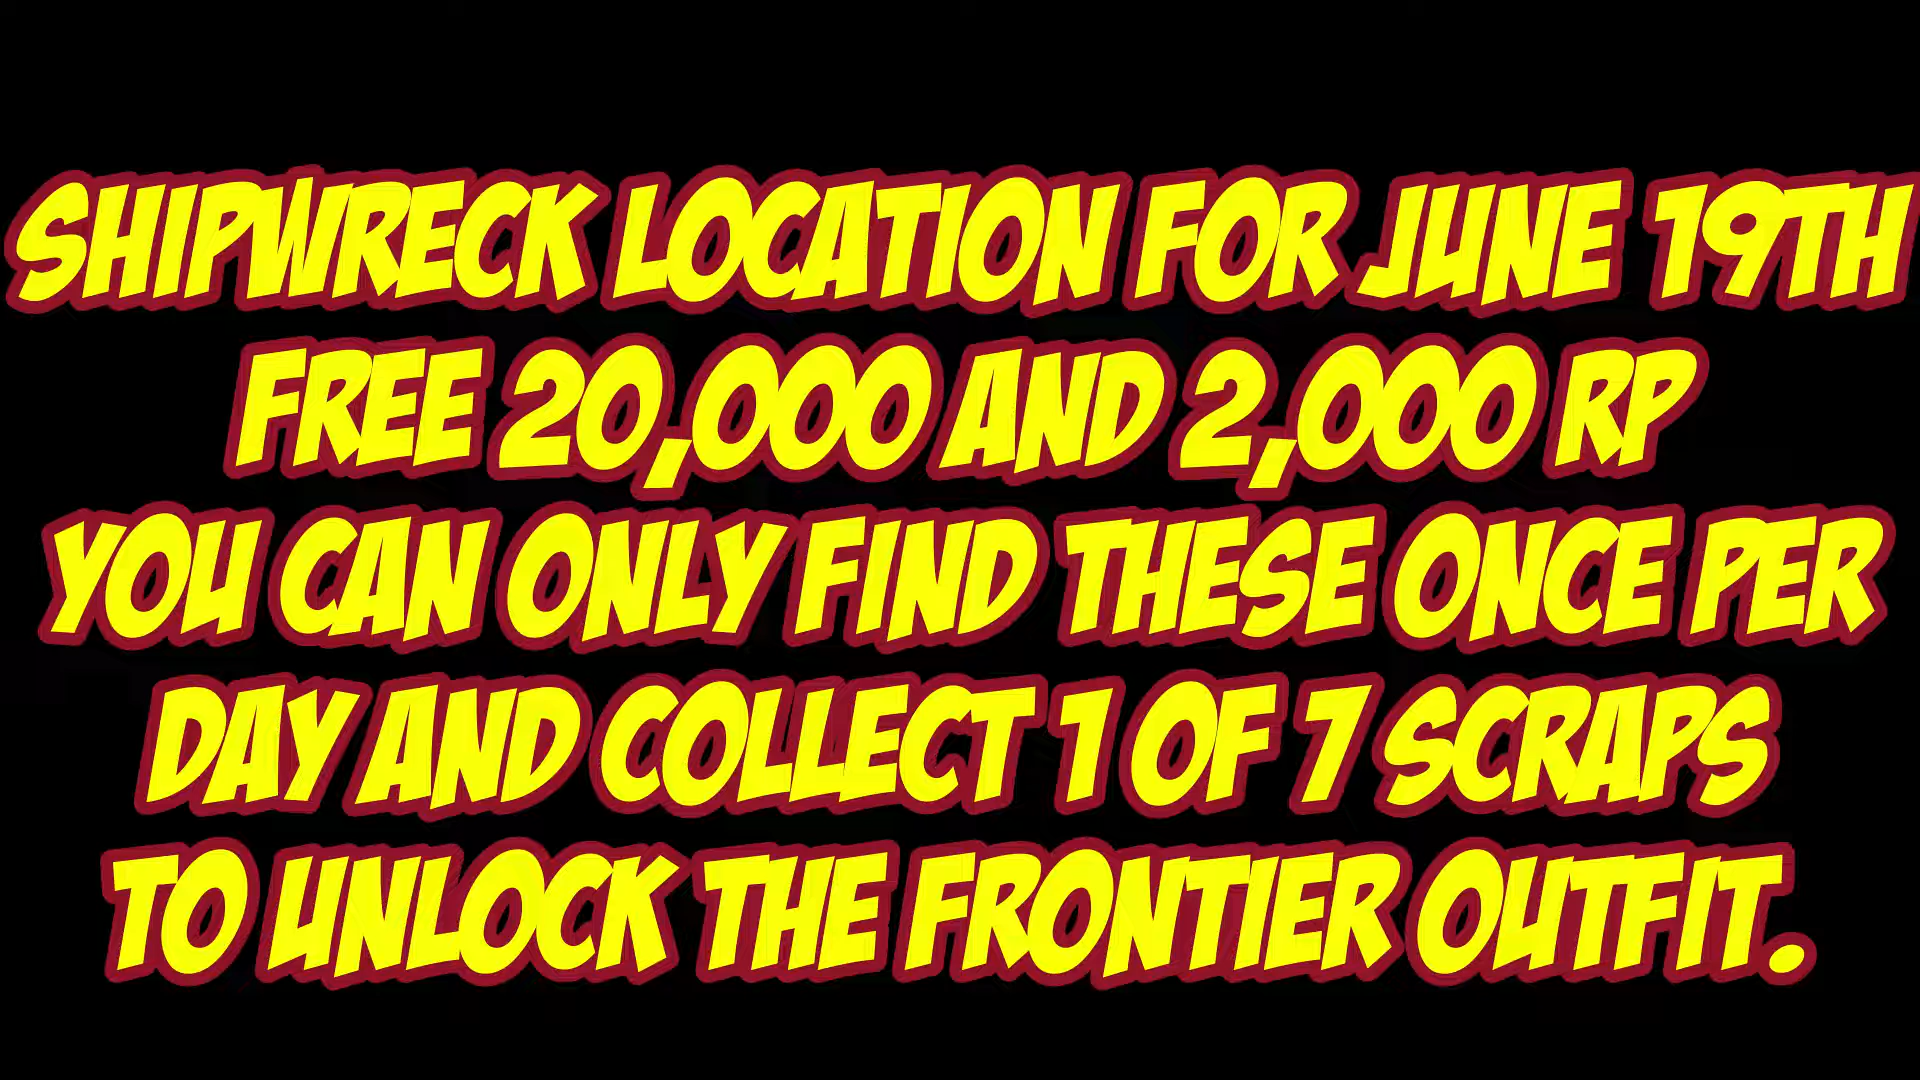 SHIPWRECK LOCATION FOR JUNE 19TH
FREE 20,000 AND 2,000 RP
YOU CAN ONLY FIND THESE ONCE PER
DAY AND COLLECT 1 OF 7 SCRAPS
TO UNLOCK THE FRONTIER OUTFIT.